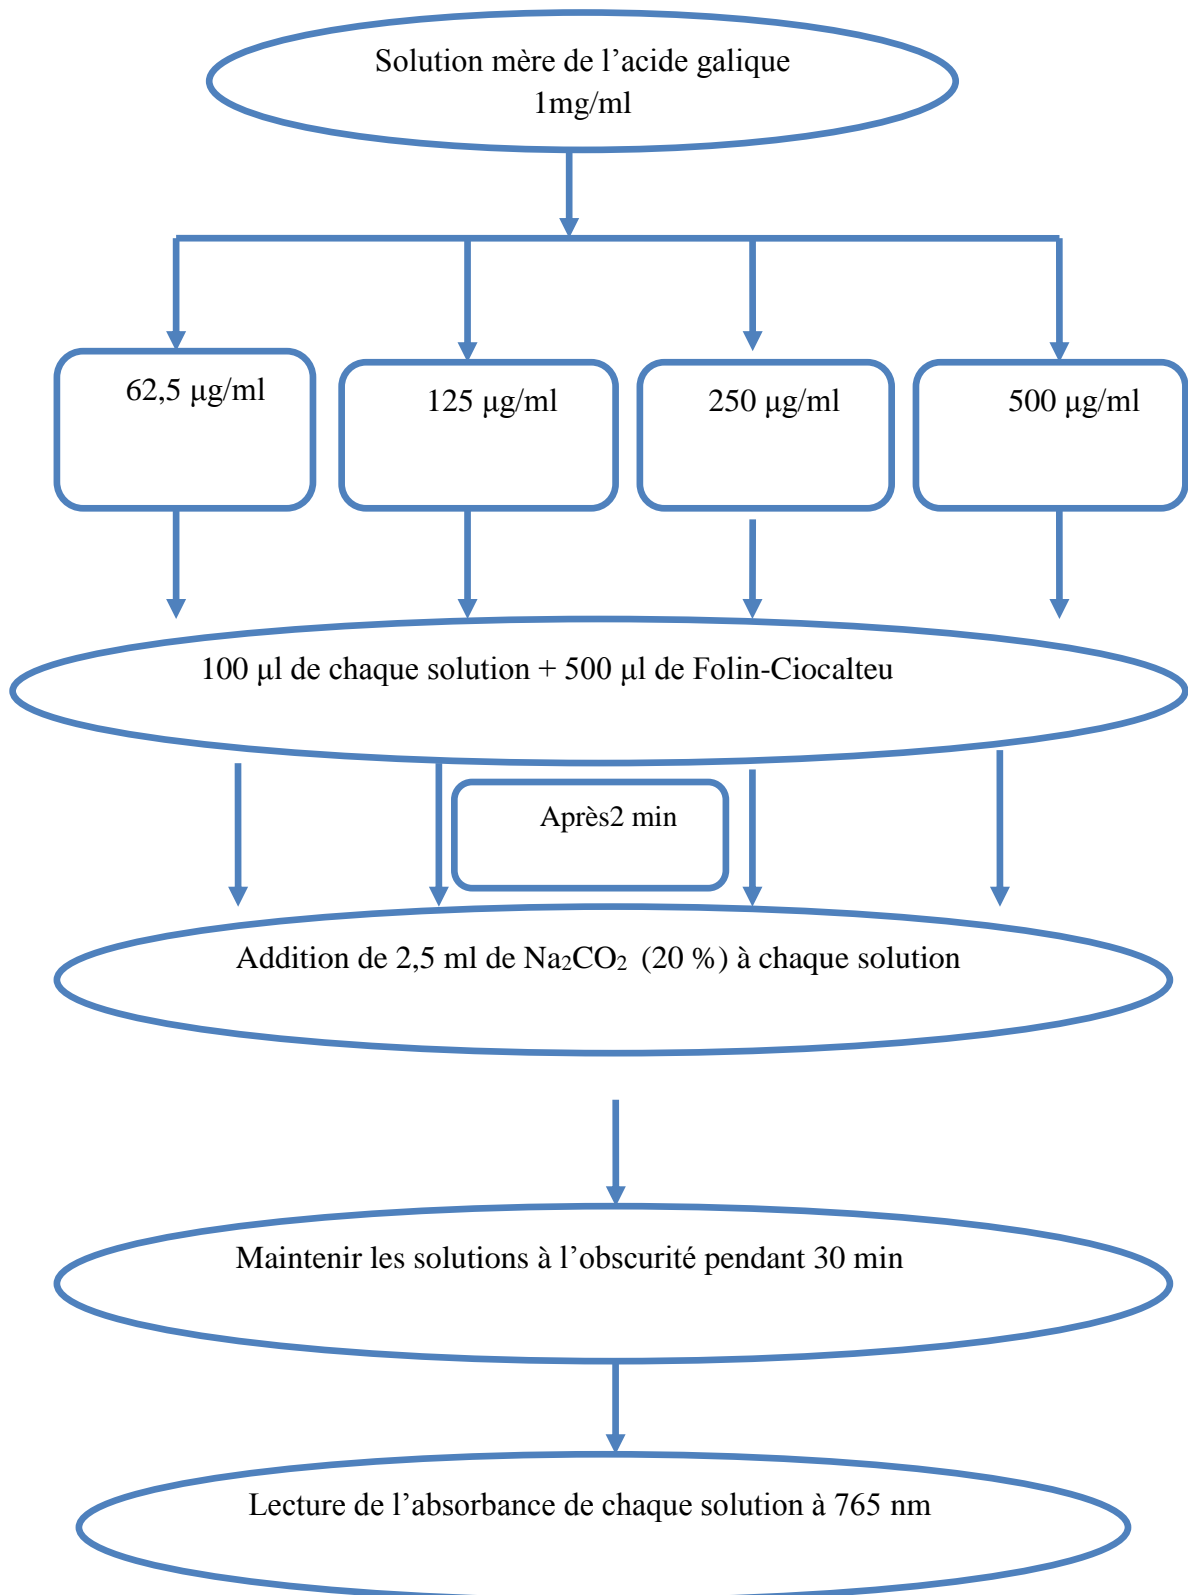 Solution mère de l’acide galique
1mg/ml
62,5 µg/ml
125 µg/ml
250 µg/ml
500 µg/ml
100 µl de chaque solution + 500 µl de Folin-Ciocalteu
Après2 min
Addition de 2,5 ml de Na₂CO₂ (20 %) à chaque solution
Maintenir les solutions à l’obscurité pendant 30 min
Lecture de l’absorbance de chaque solution à 765 nm